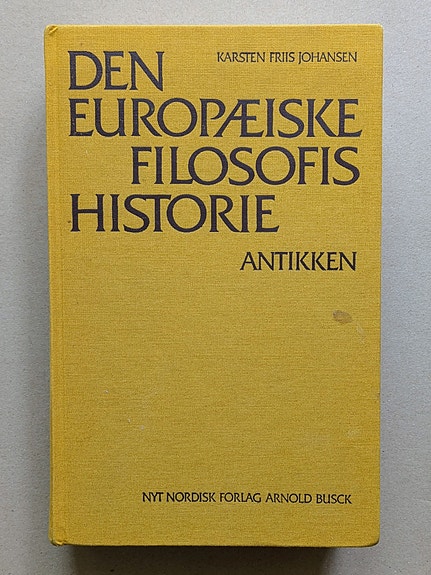 KARSTEN FRIIS JOHANSEN
DEN
EUROPÆISKE
FILOSOFIS
HISTORIE
ANTIKKEN
NYT NORDISK FORLAG ARNOLD BUSCK